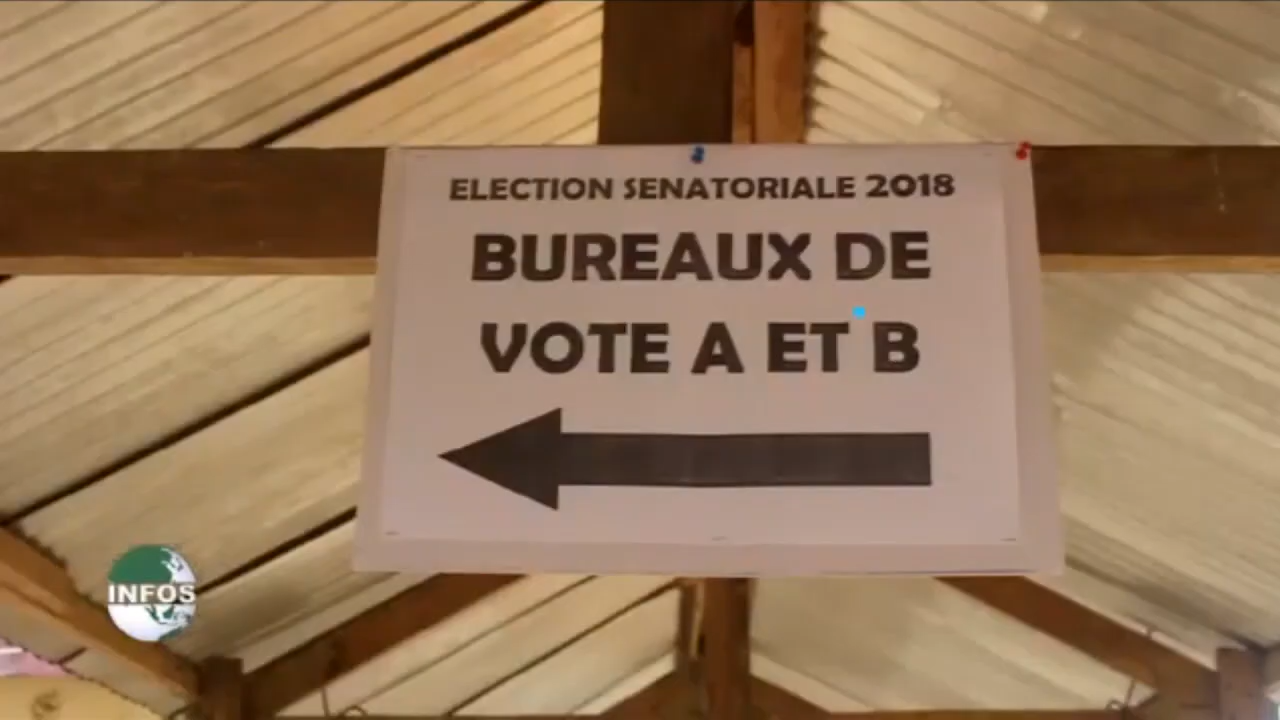 ELECTION SENATORIALE 2018
BUREAUX DE
VOTE A ET B
INFOS